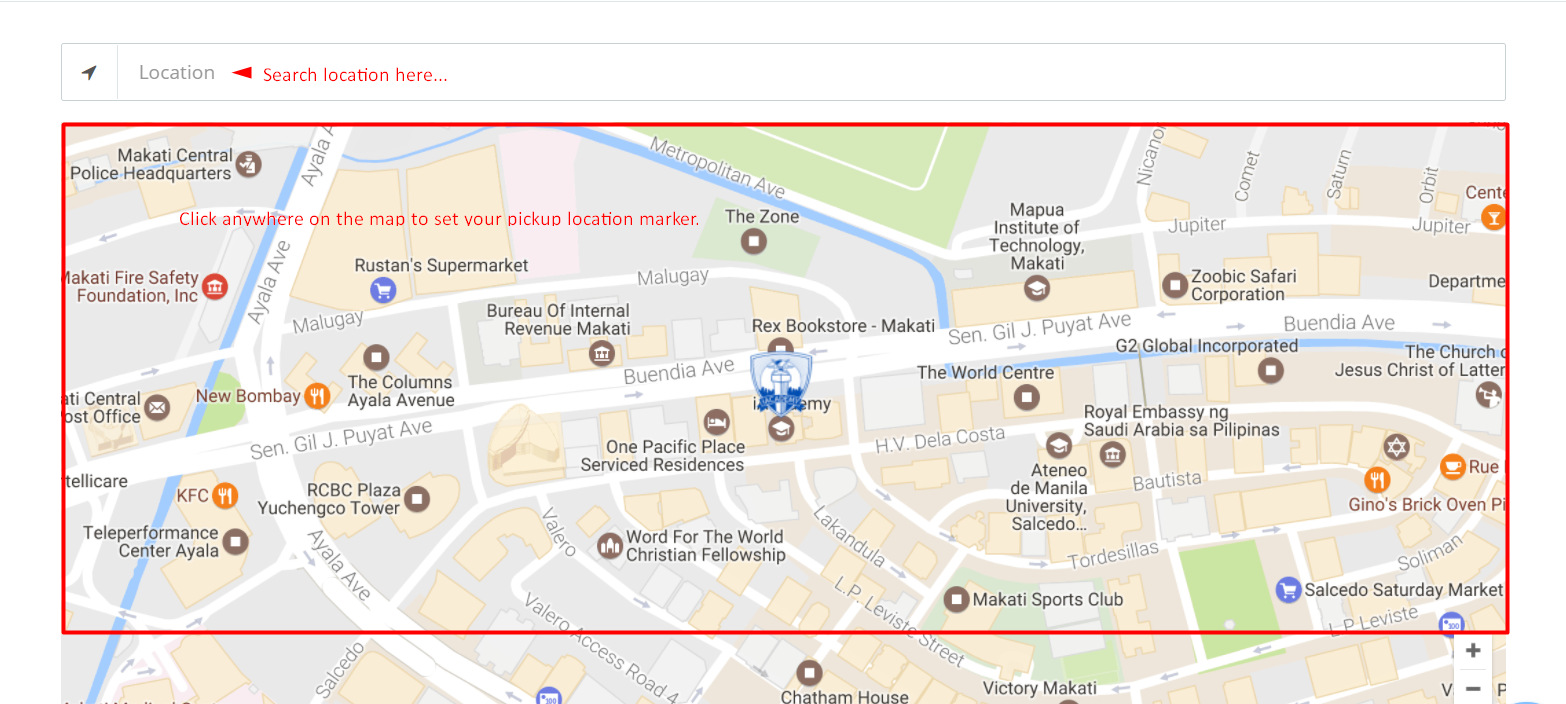 Location
Search location here...
Makati Central
Police Headquarters
Ayala A
Metropolitan Ave
Nicanor
Comet
Saturn
Orbit
Click anywhere on the map to set your pickup location marker.
The Zone
Mapua
Institute of
Technology,
Makati
Jupiter
Jupiter
Cente
Makati Fire Safety
Foundation, Inc
Ayala Ave
Rustan's Supermarket
Malugay
Malugay
Zoobic Safari
Corporation
Departme
Bureau Of Internal
Revenue Makati
Rex Bookstore - Makati
Sen. Gil J. Puyat Ave
Buendia Ave
G2 Global Incorporated
The Church o
Jesus Christ of Latter
Buendia Ave
The World Centre
The Columns
Ayala Avenue
New Bombay
ati Central
ost Office
ACADEMY
i
emy
Royal Embassy ng
Saudi Arabia sa Pilipinas
Sen. Gil J. Puyat Ave
One Pacific Place
Serviced Residences
H.V. Dela Costa
Ateneo
de Manila
University,
Salcedo...
Bautista
Rue
tellicare
KFC
RCBC Plaza
Yuchengco Tower
Gino's Brick Oven Pi
Teleperformance
Center Ayala
Ayala Ave
Valero
Word For The World
Christian Fellowship
Lakandula
Tordesillas
Soliman
L.P. Leviste Street
Makati Sports Club
Salcedo Saturday Market
L.P. Leviste
100
Valero Access Road 4
Salcedo
100
Chatham House
Victory Makati
+
−
V
P